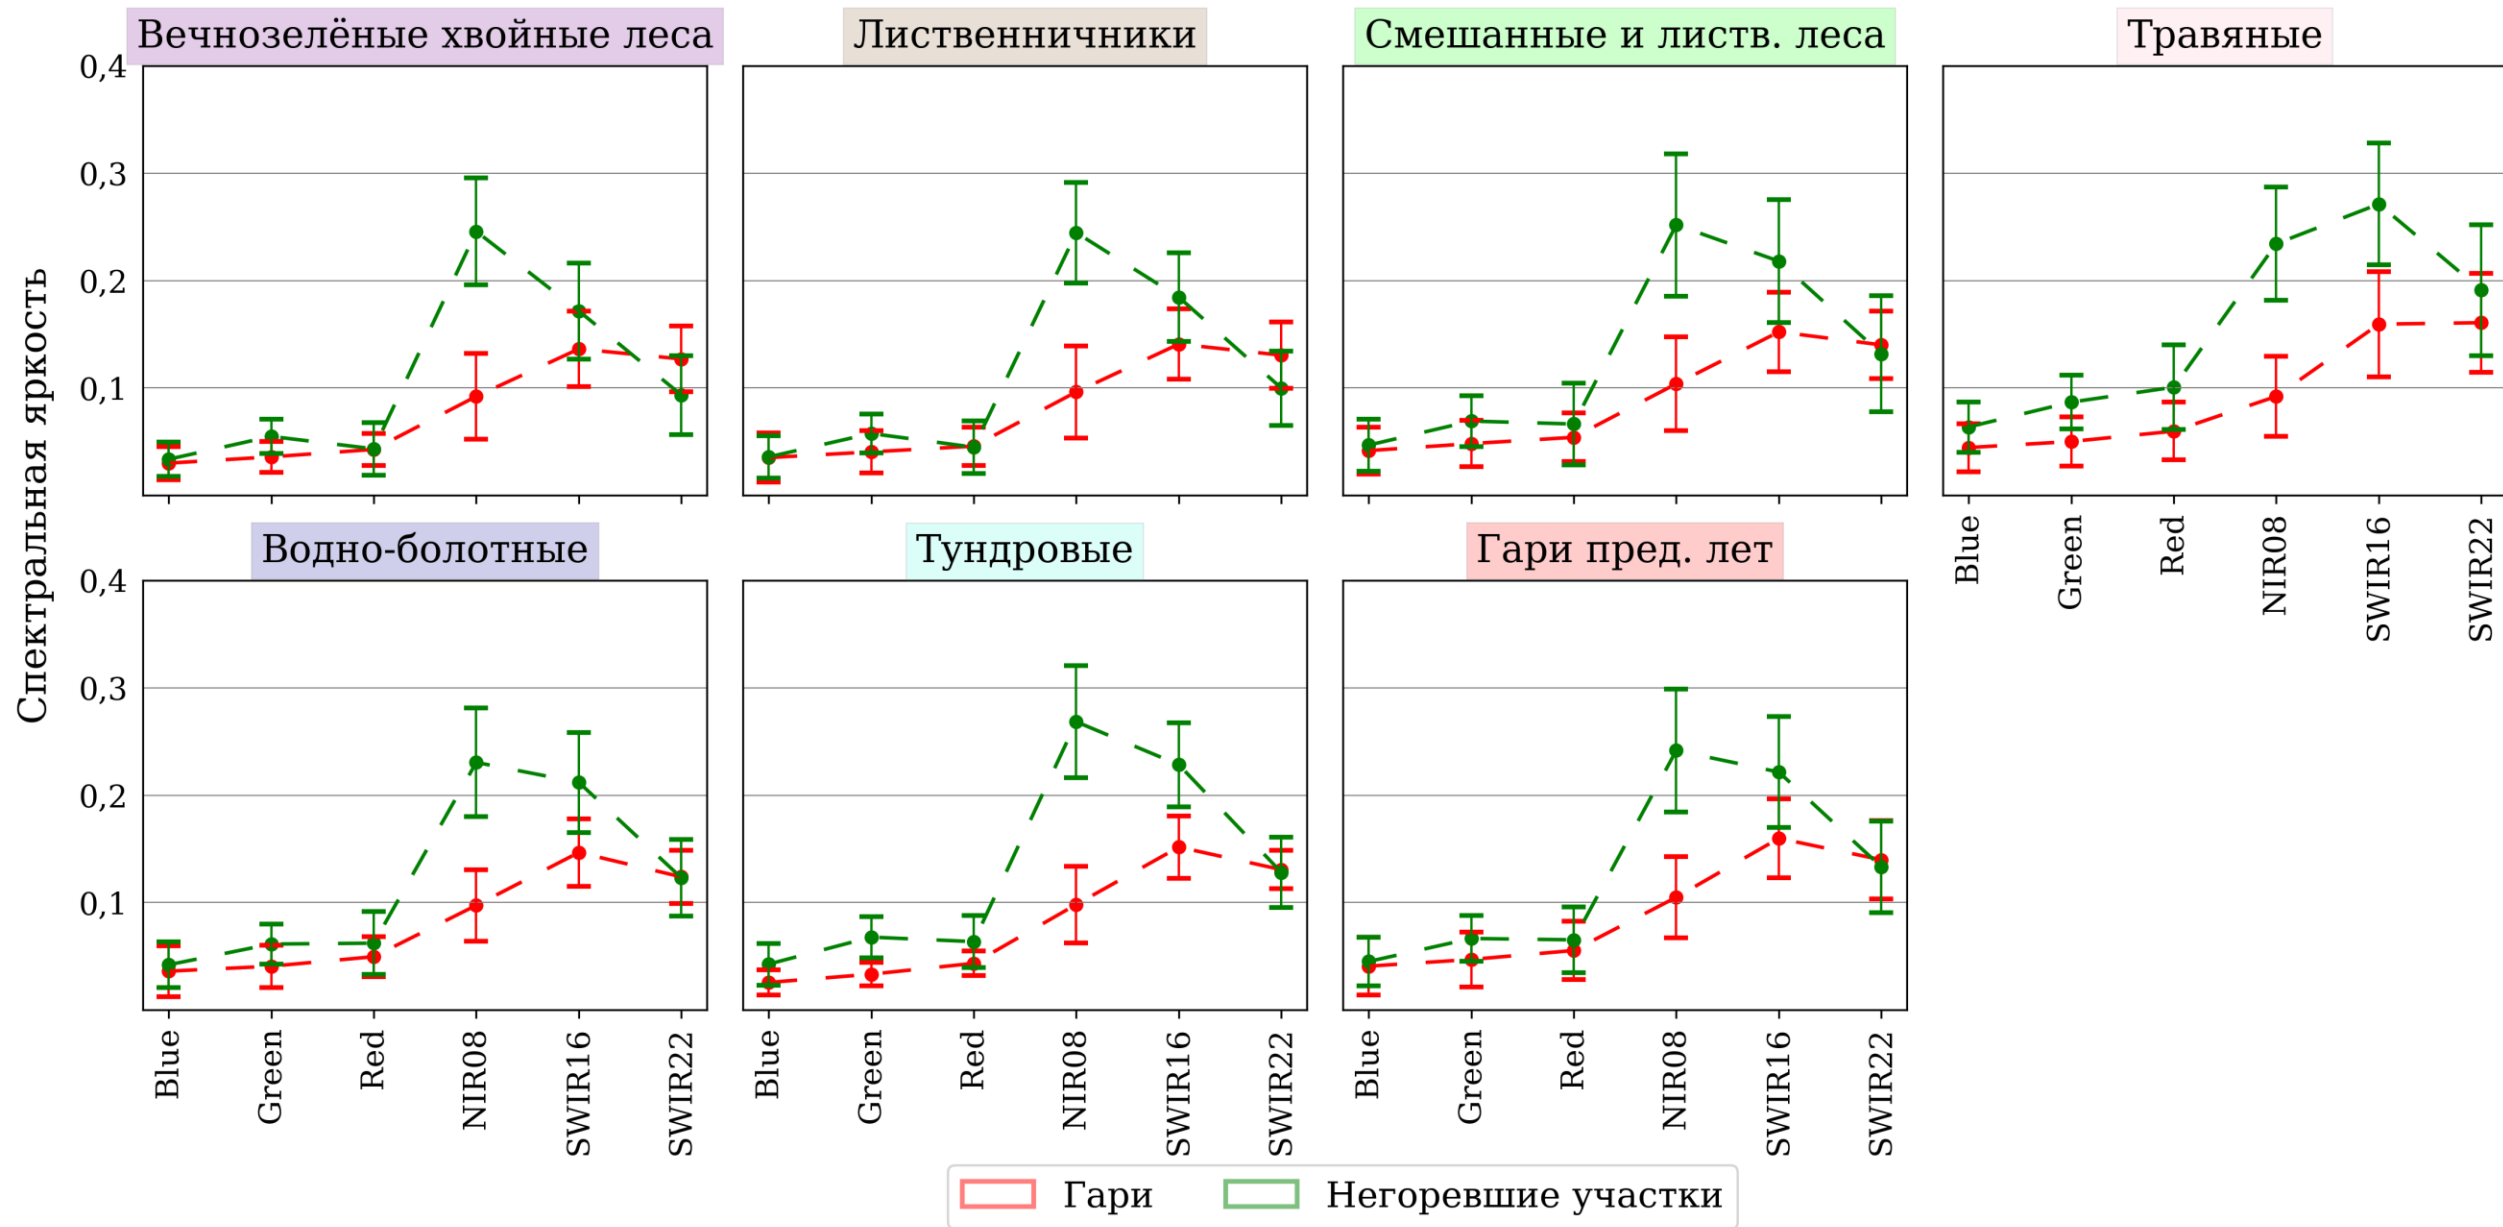 Вечнозелёные хвойные леса
Лиственничники
Смешанные и листв. леса
Травяные
0,4
0,3
0,2
0,1
Спектральная яркость
Blue
Green
Red
NIR08
SWIR16
SWIR22
Водно-болотные
Тундровые
Гари пред. лет
0,4
0,3
0,2
0,1
Blue
Green
Red
NIR08
SWIR16
SWIR22
Blue
Green
Red
NIR08
SWIR16
SWIR22
Blue
Green
Red
NIR08
SWIR16
SWIR22
Гари
Негоревшие участки